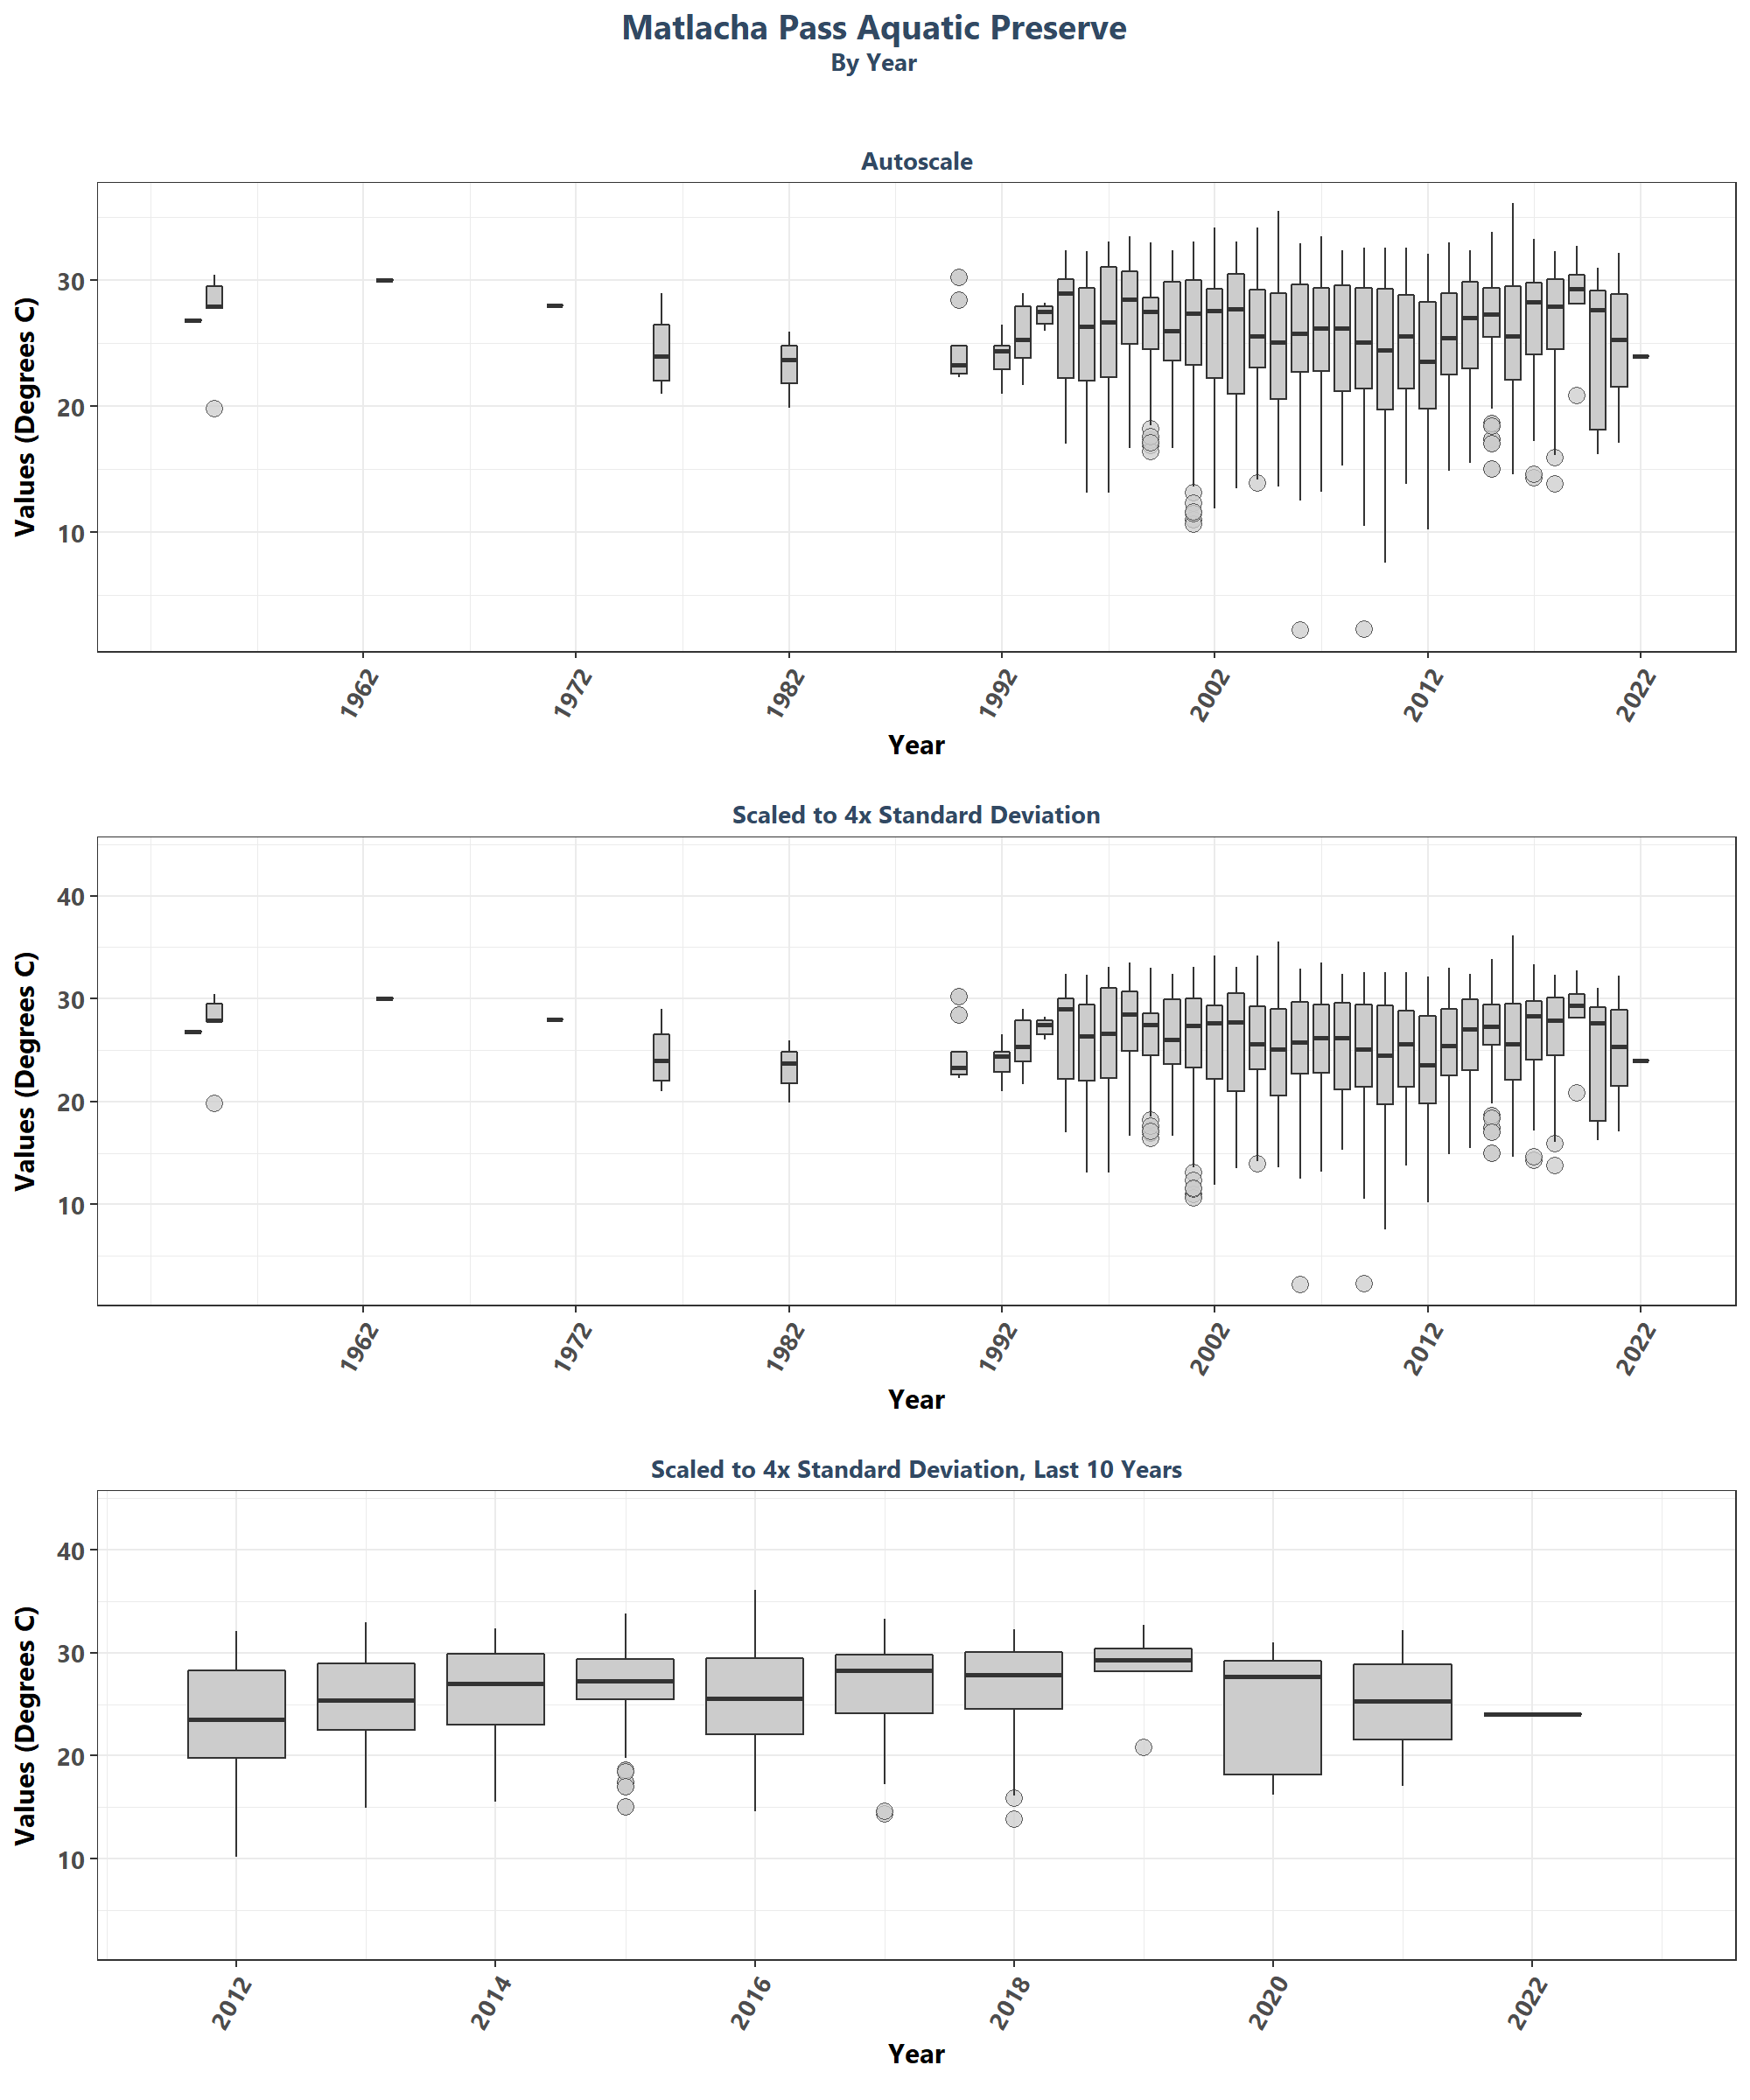 Matlacha Pass Aquatic Preserve
By Year
Autoscale
Values (Degrees C)
30
20
10
1962 1972 1982 1992 2002 2012 2022
Year
Scaled to 4x Standard Deviation
Values (Degrees C)
40
30
20
10
1962 1972 1982 1992 2002 2012 2022
Year
Scaled to 4x Standard Deviation, Last 10 Years
Values (Degrees C)
40
30
20
10
2012 2014 2016 2018 2020 2022
Year